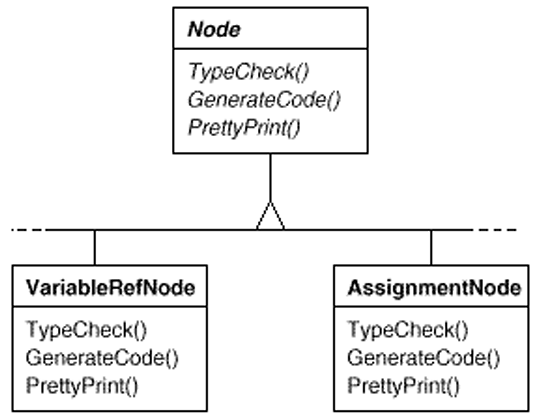 Node
TypeCheck()
GenerateCode()
PrettyPrint()
VariableRefNode
TypeCheck()
GenerateCode()
PrettyPrint()
AssignmentNode
TypeCheck()
GenerateCode()
PrettyPrint()